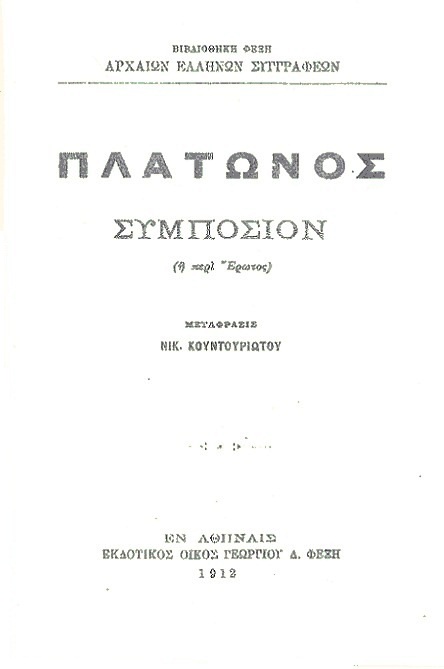 ΒΙΒΛΙΟΘΗΚΗ ΦΕΞΗ
ΑΡΧΑΙΩΝ ΕΛΛΗΝΩΝ ΣΥΓΓΡΑΦΕΩΝ
ΠΛΑΤΩΝΟΣ
ΣΥΜΠΟΣΙΟΝ
(ἢ περὶ Ἔρωτος)
ΜΕΤΑΦΡΑΣΙΣ
ΝΙΚ. ΚΟΥΝΤΟΥΡΙΩΤΟΥ
ΕΝ ΑΘΗΝΑΙΣ
ΕΚΔΟΤΙΚΟΣ ΟΙΚΟΣ ΓΕΩΡΓΙΟΥ Δ. ΦΕΞΗ
1912